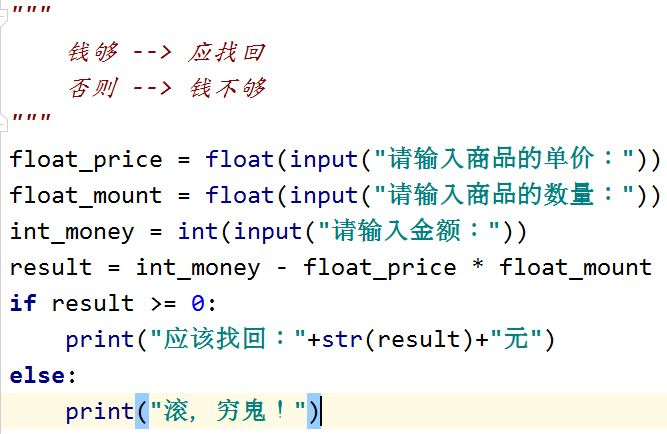 """
    钱够 --> 应找回
    否则 --> 钱不够
"""
float_price = float(input("请输入商品的单价："))
float_mount = float(input("请输入商品的数量："))
int_money = int(input("请输入金额："))
result = int_money - float_price * float_mount
if result >= 0:
    print("应该找回："+str(result)+"元")
else:
    print("滚，穷鬼！")